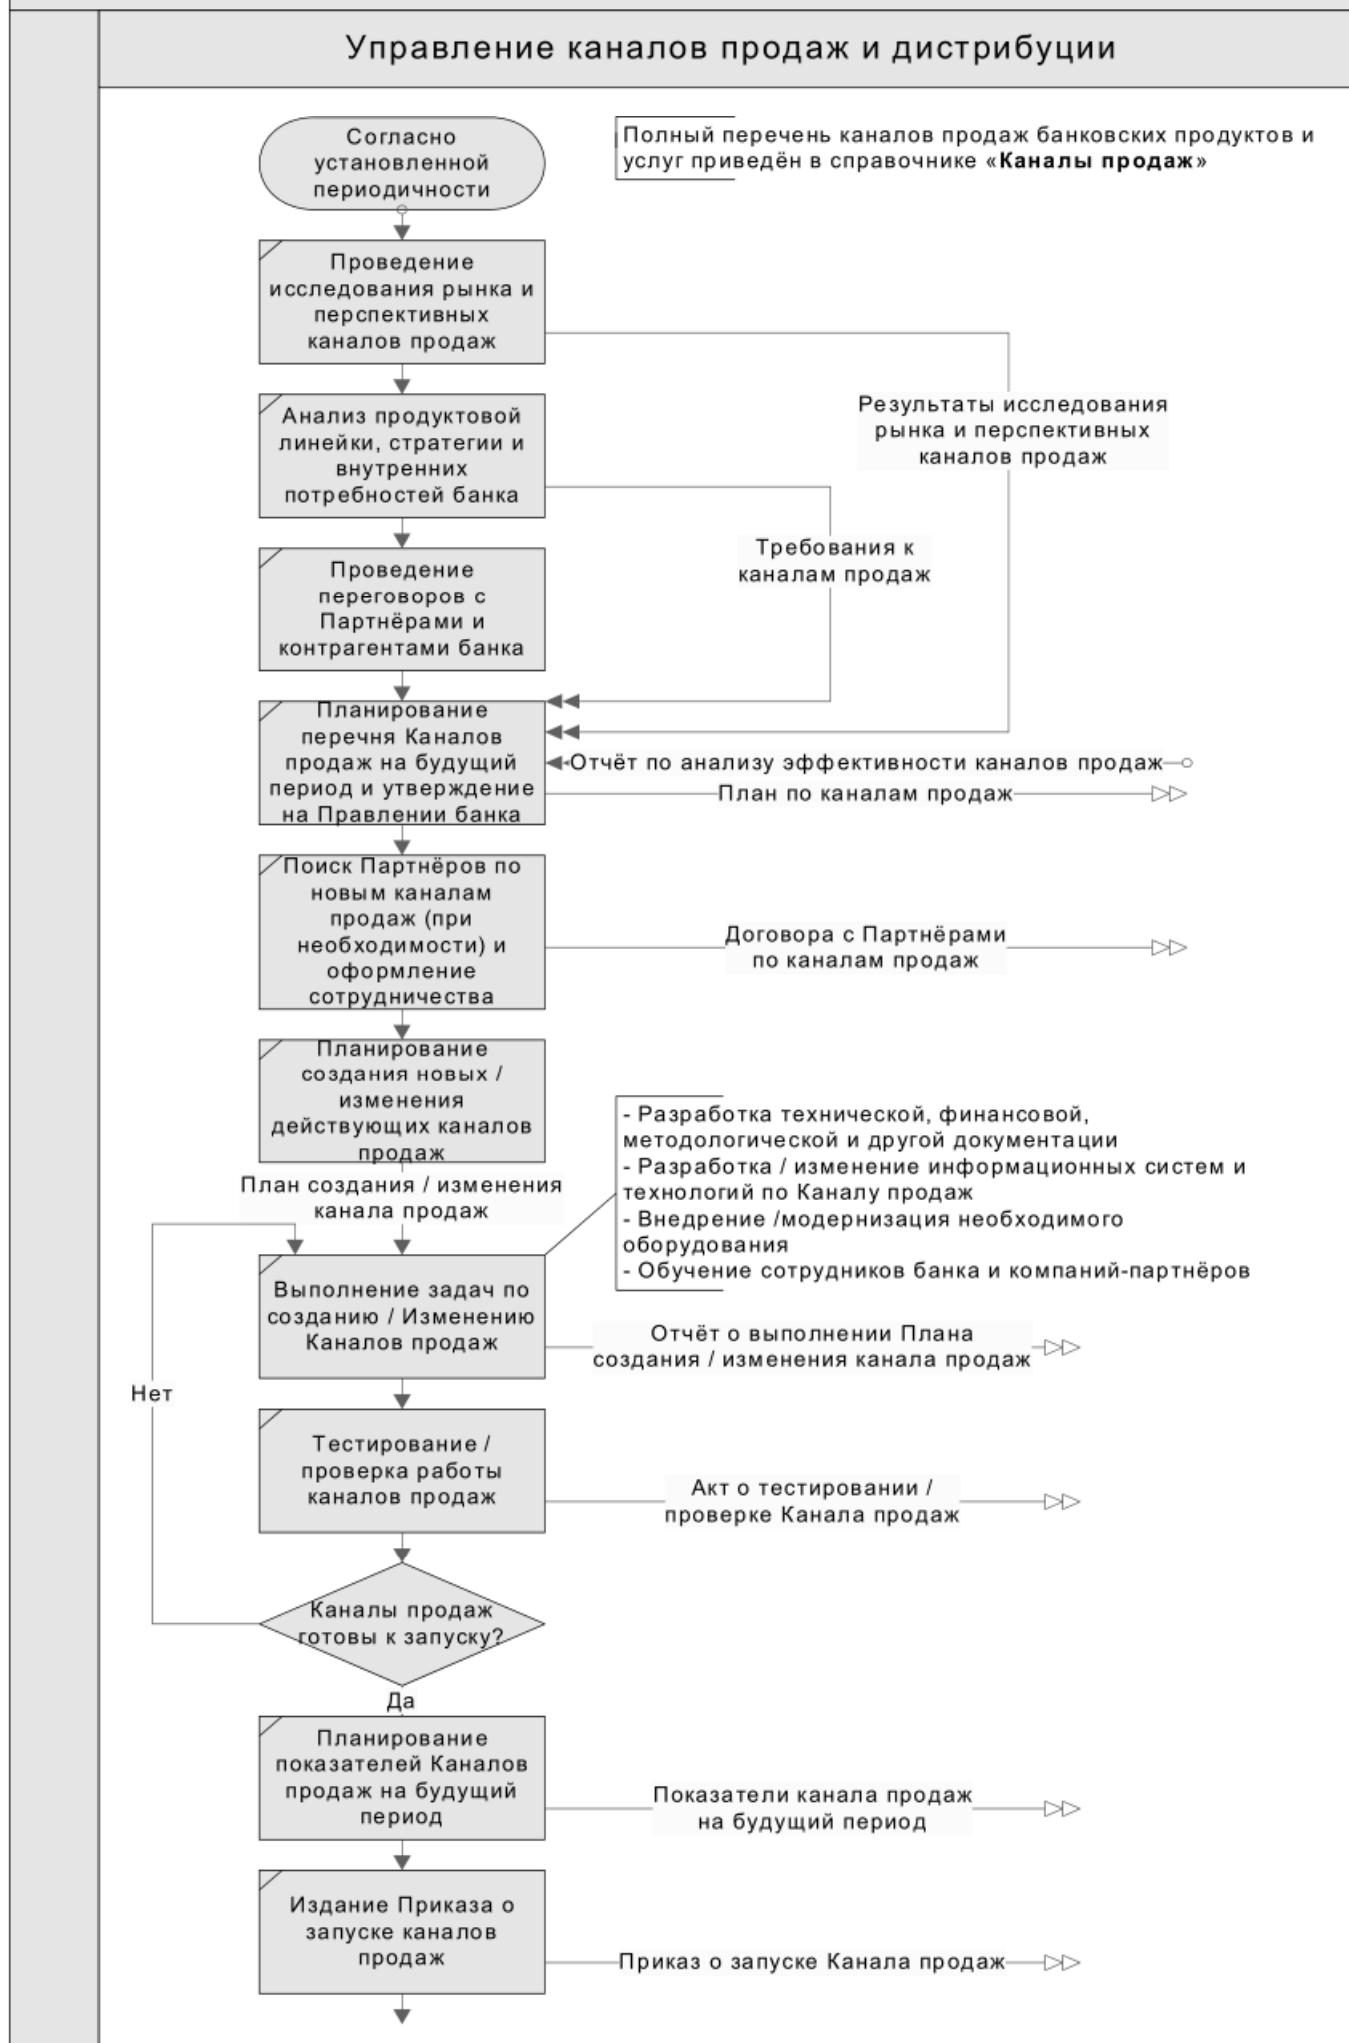 Управление каналов продаж и дистрибуции
Согласно
установленной
периодичности
Полный перечень каналов продаж банковских продуктов и
услуг приведён в справочнике «Каналы продаж»
Проведение
исследования рынка и
перспективных
каналов продаж
Результаты исследования
рынка и перспективных
каналов продаж
Анализ продуктовой
линейки, стратегии и
внутренних
потребностей банка
Требования к
каналам продаж
Проведение
переговоров с
Партнёрами и
контрагентами банка
Планирование
перечня Каналов
продаж на будущий
период и утверждение
на Правлении банка
Отчёт по анализу эффективности каналов продаж
План по каналам продаж
Поиск Партнёров по
новым каналам
продаж (при
необходимости) и
оформление
сотрудничества
Договора с Партнёрами
по каналам продаж
Планирование
создания новых /
изменения
действующих каналов
продаж
План создания / изменения
канала продаж
- Разработка технической, финансовой,
методологической и другой документации
- Разработка / изменение информационных систем и
технологий по Каналу продаж
- Внедрение /модернизация необходимого
оборудования
- Обучение сотрудников банка и компаний-партнёров
Выполнение задач по
созданию / Изменению
Каналов продаж
Отчёт о выполнении Плана
создания / изменения канала продаж
Нет
Тестирование /
проверка работы
каналов продаж
Акт о тестировании /
проверке Канала продаж
Каналы продаж
готовы к запуску?
Да
Планирование
показателей Каналов
продаж на будущий
период
Показатели канала продаж
на будущий период
Издание Приказа о
запуске каналов
продаж
Приказ о запуске Канала продаж